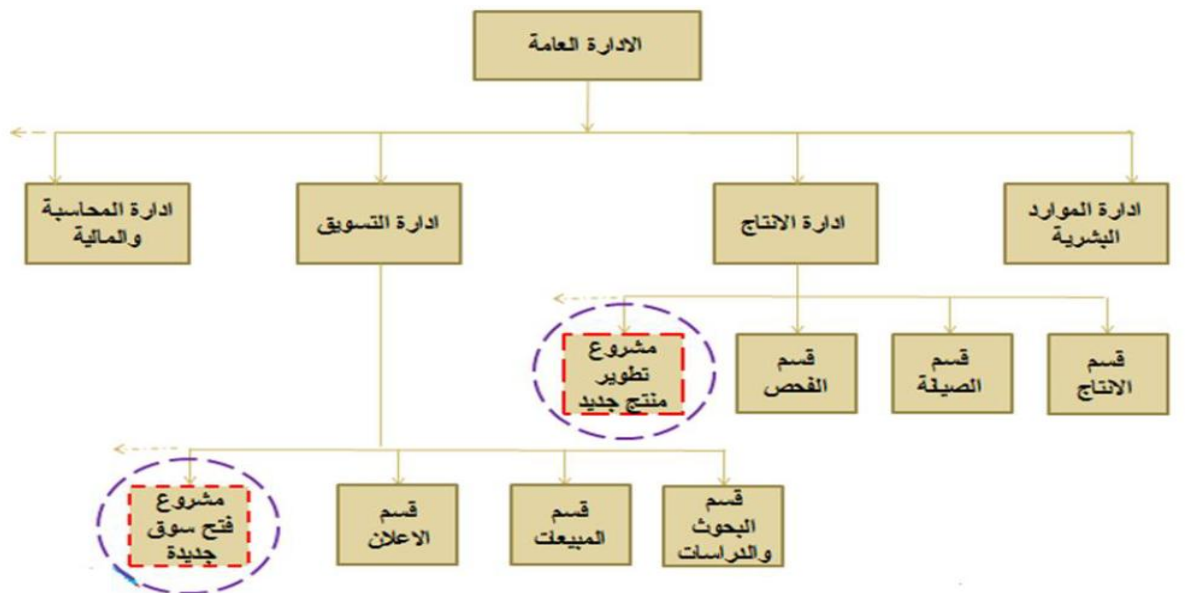 الادارة العامة
ادارة الموارد
البشرية
ادارة الانتاج
ادارة التسويق
ادارة المحاسبة
والمالية
قسم
الانتاج
قسم
الصيانة
قسم
الفحص
مشروع
تطوير
منتج جديد
قسم
البحوث
والدراسات
قسم
المبيعات
قسم
الاعلان
مشروع
فتح سوق
جديدة